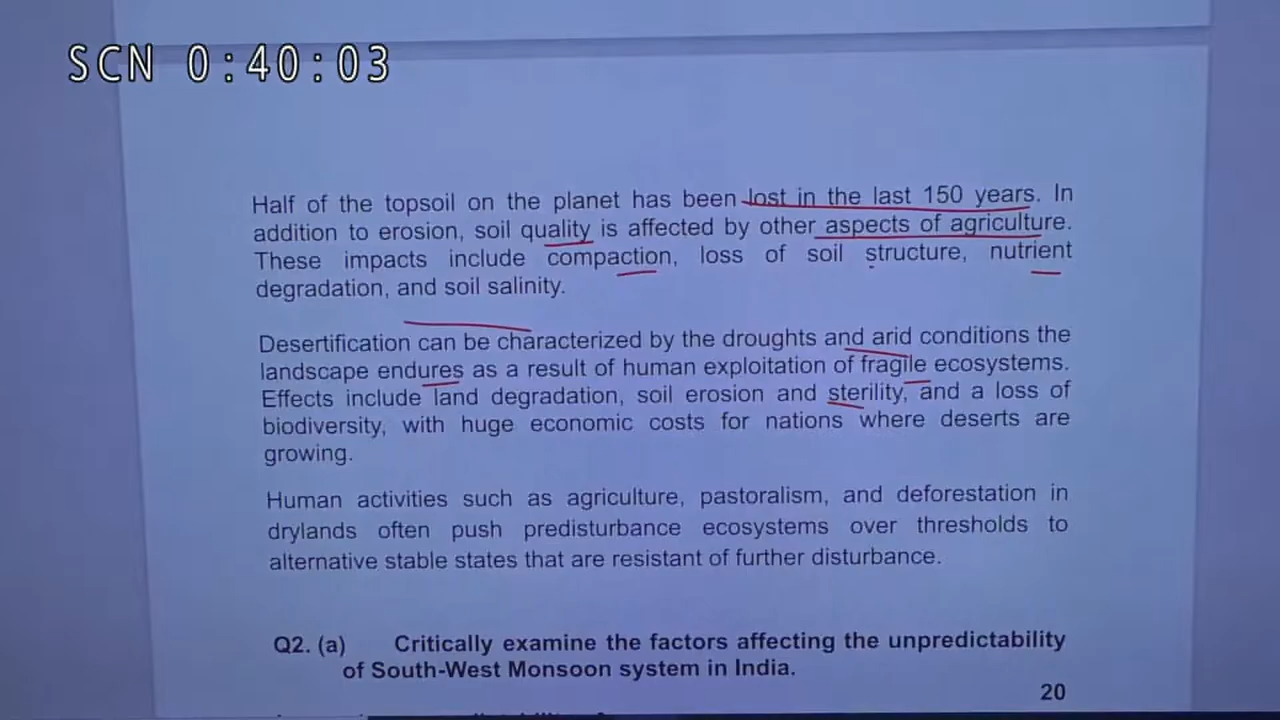 SCN 0:40:03
Half of the topsoil on the planet has been lost in the last 150 years. In
addition to erosion, soil quality is affected by other aspects of agriculture.
These impacts include compaction, loss of soil structure, nutrient
degradation, and soil salinity.
Desertification can be characterized by the droughts and arid conditions the
landscape endures as a result of human exploitation of fragile ecosystems.
Effects include land degradation, soil erosion and sterility, and a loss of
biodiversity, with huge economic costs for nations where deserts are
growing.
Human activities such as agriculture, pastoralism, and deforestation in
drylands often push predisturbance ecosystems over thresholds to
alternative stable states that are resistant of further disturbance.
Q2. (a) Critically examine the factors affecting the unpredictability
of South-West Monsoon system in India.
20